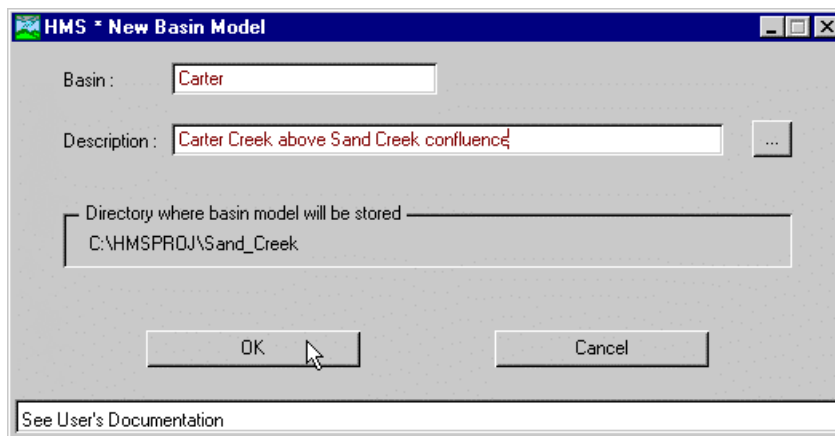 HMS * New Basin Model
Basin : Carter
Description : Carter Creek above Sand Creek confluence ...
Directory where basin model will be stored
C:\HMSPROJ\Sand_Creek
OK Cancel
See User's Documentation